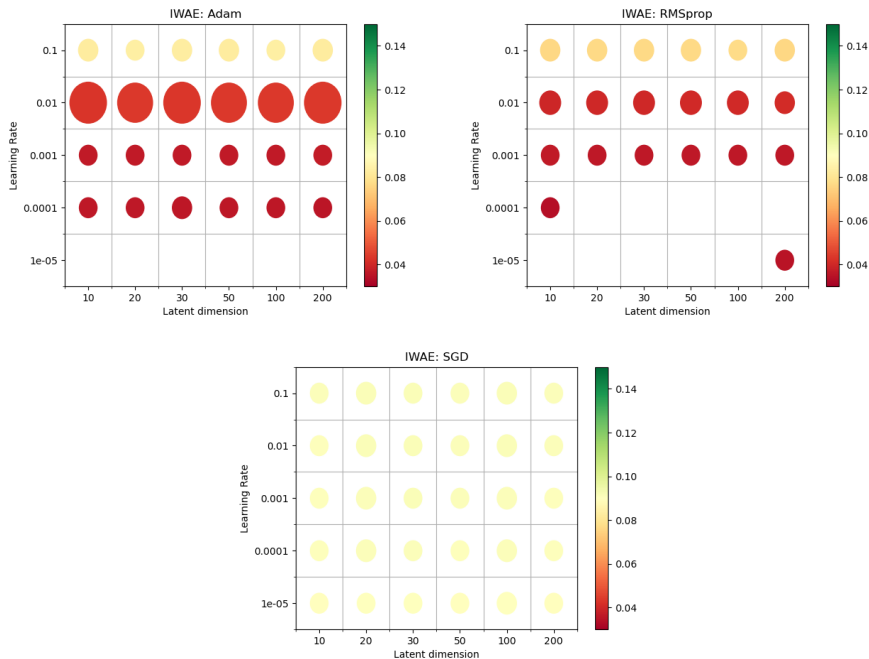 IWAE: Adam
0.1
0.01
0.001
0.0001
1e-05
Learning Rate
10 20 30 50 100 200
Latent dimension
0.14
0.12
0.10
0.08
0.06
0.04
IWAE: RMSprop
0.1
0.01
0.001
0.0001
1e-05
Learning Rate
10 20 30 50 100 200
Latent dimension
0.14
0.12
0.10
0.08
0.06
0.04
IWAE: SGD
0.1
0.01
0.001
0.0001
1e-05
Learning Rate
10 20 30 50 100 200
Latent dimension
0.14
0.12
0.10
0.08
0.06
0.04